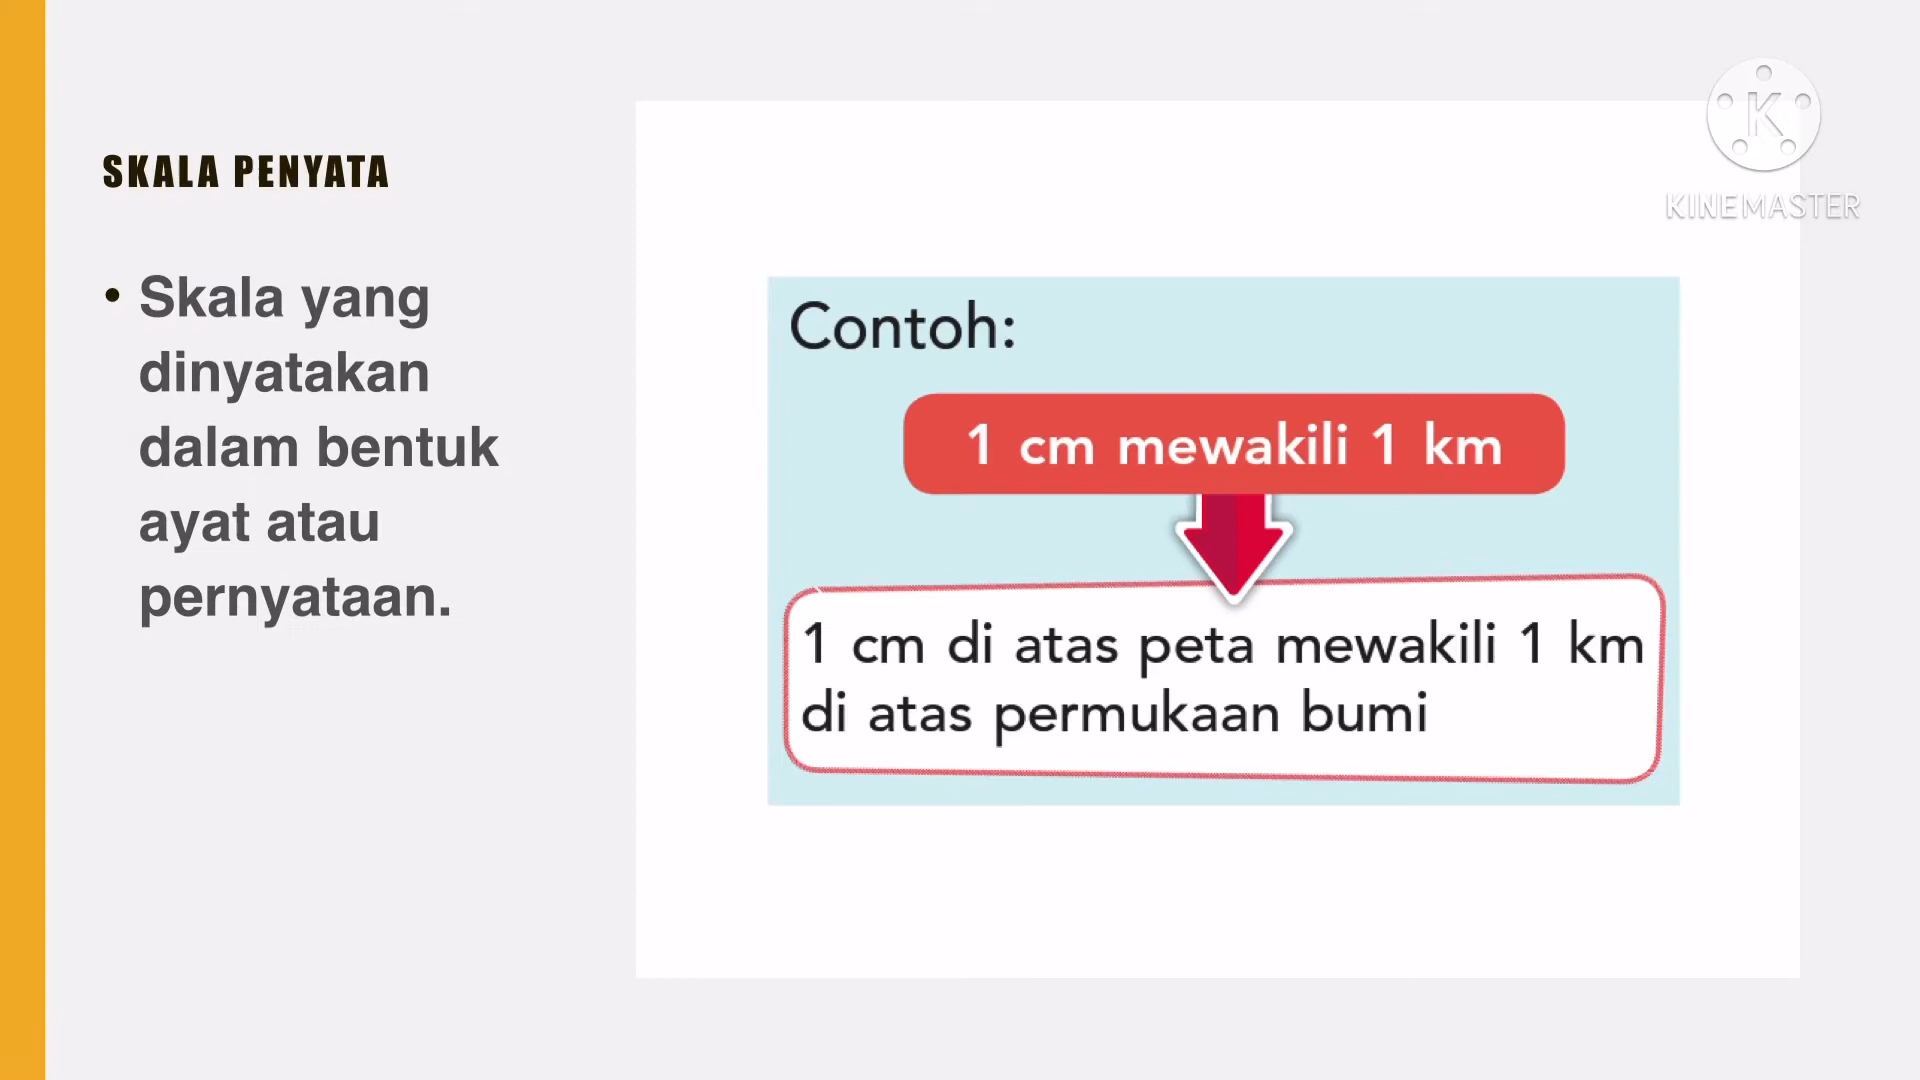 SKALA PENYATA
• Skala yang
dinyatakan
dalam bentuk
ayat atau
pernyataan.
Contoh:
1 cm mewakili 1 km
1 cm di atas peta mewakili 1 km
di atas permukaan bumi
K
KINEMASTER